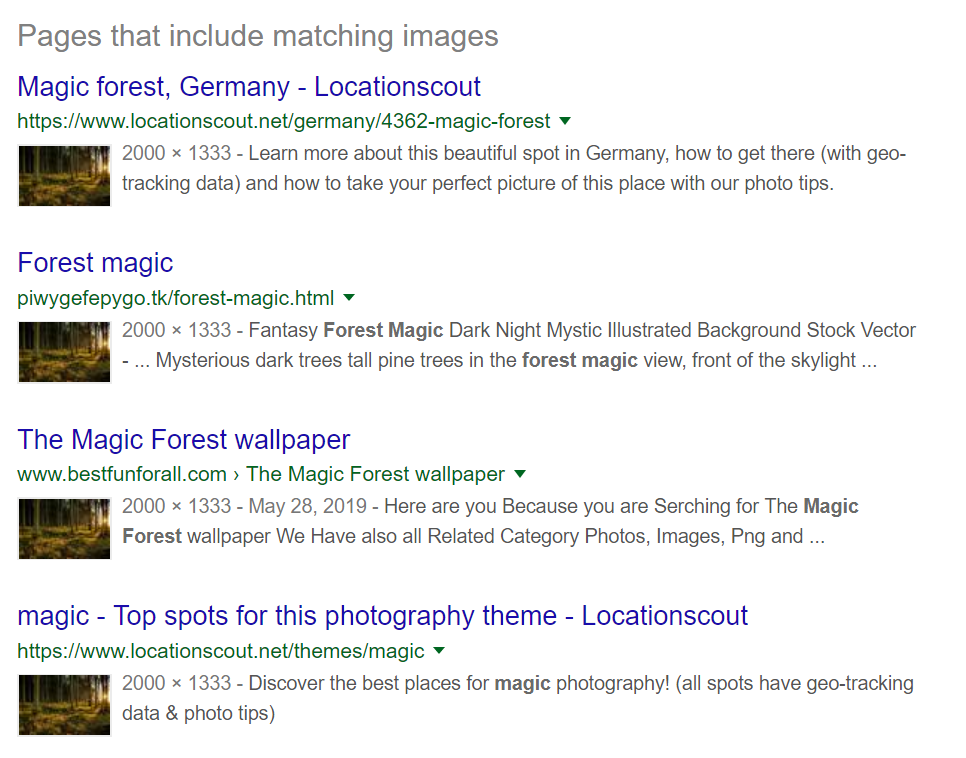 Pages that include matching images
Magic forest, Germany - Locationscout
https://www.locationscout.net/germany/4362-magic-forest
2000 × 1333 - Learn more about this beautiful spot in Germany, how to get there (with geo-
tracking data) and how to take your perfect picture of this place with our photo tips.
Forest magic
piwygefepygo.tk/forest-magic.html
2000 × 1333 - Fantasy Forest Magic Dark Night Mystic Illustrated Background Stock Vector
- ... Mysterious dark trees tall pine trees in the forest magic view, front of the skylight ...
The Magic Forest wallpaper
www.bestfunforall.com › The Magic Forest wallpaper
2000 × 1333 - May 28, 2019 - Here are you Because you are Serching for The Magic
Forest wallpaper We Have also all Related Category Photos, Images, Png and ...
magic - Top spots for this photography theme - Locationscout
https://www.locationscout.net/themes/magic
2000 × 1333 - Discover the best places for magic photography! (all spots have geo-tracking
data & photo tips)